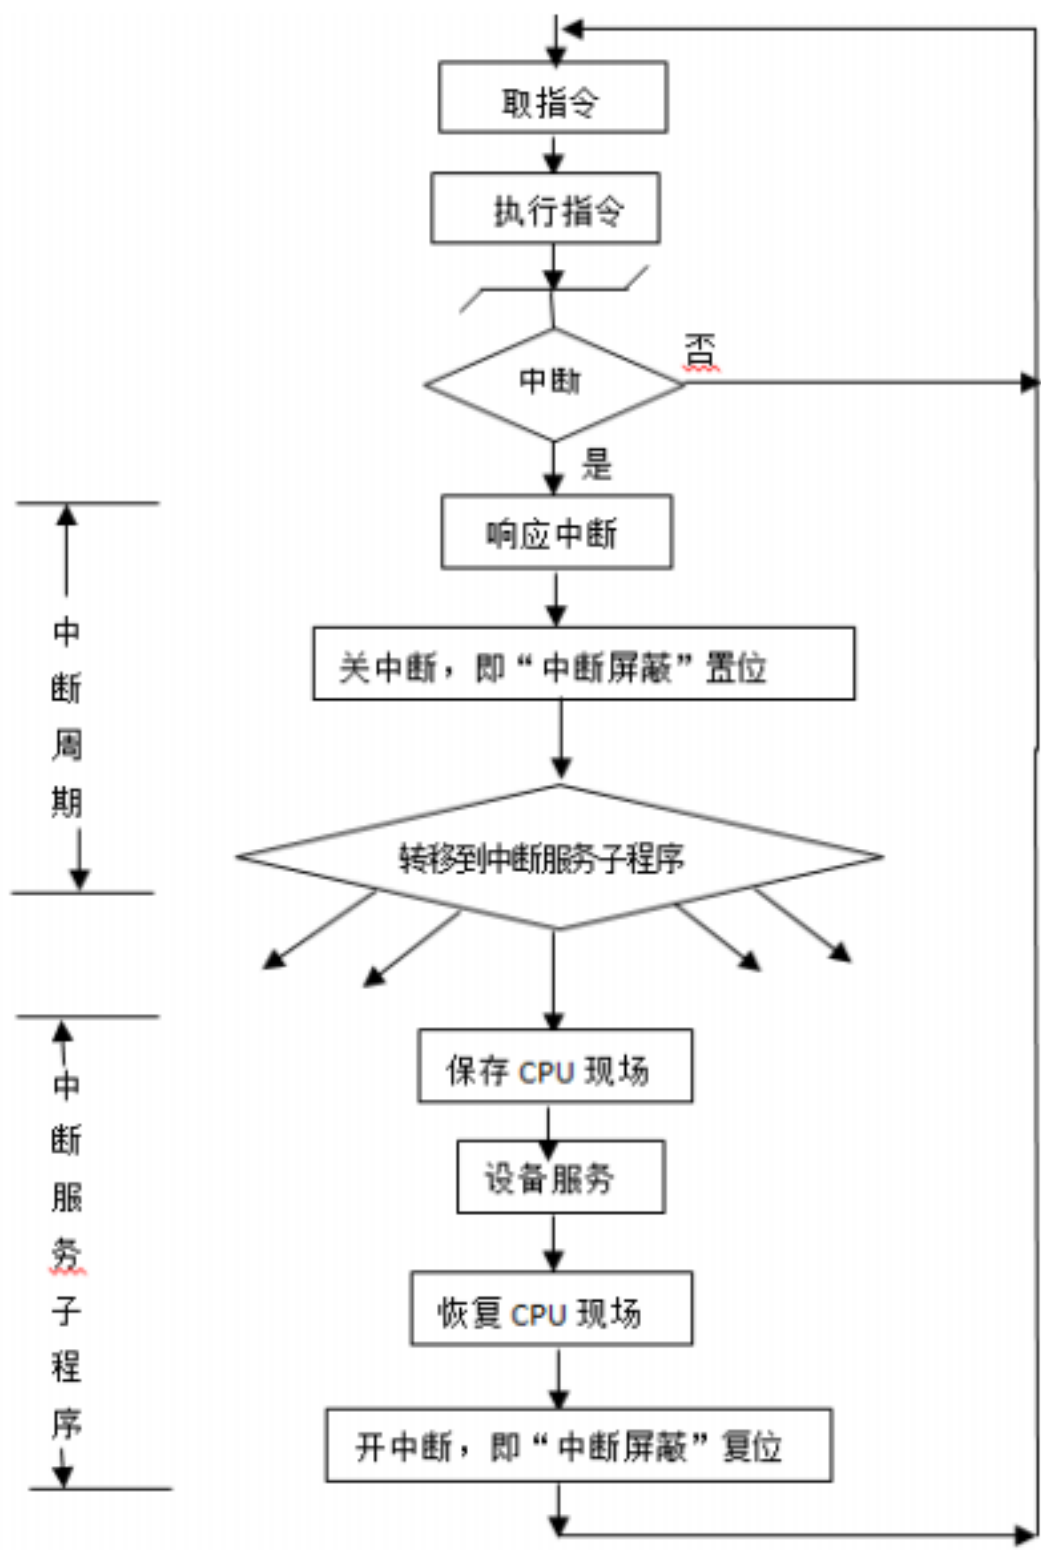 取指令
执行指令
中断
否
是
响应中断
关中断，即“中断屏蔽”置位
转移到中断服务子程序
中断周期
保存 CPU 现场
设备服务
恢复 CPU 现场
开中断，即“中断屏蔽”复位
中断服务子程序